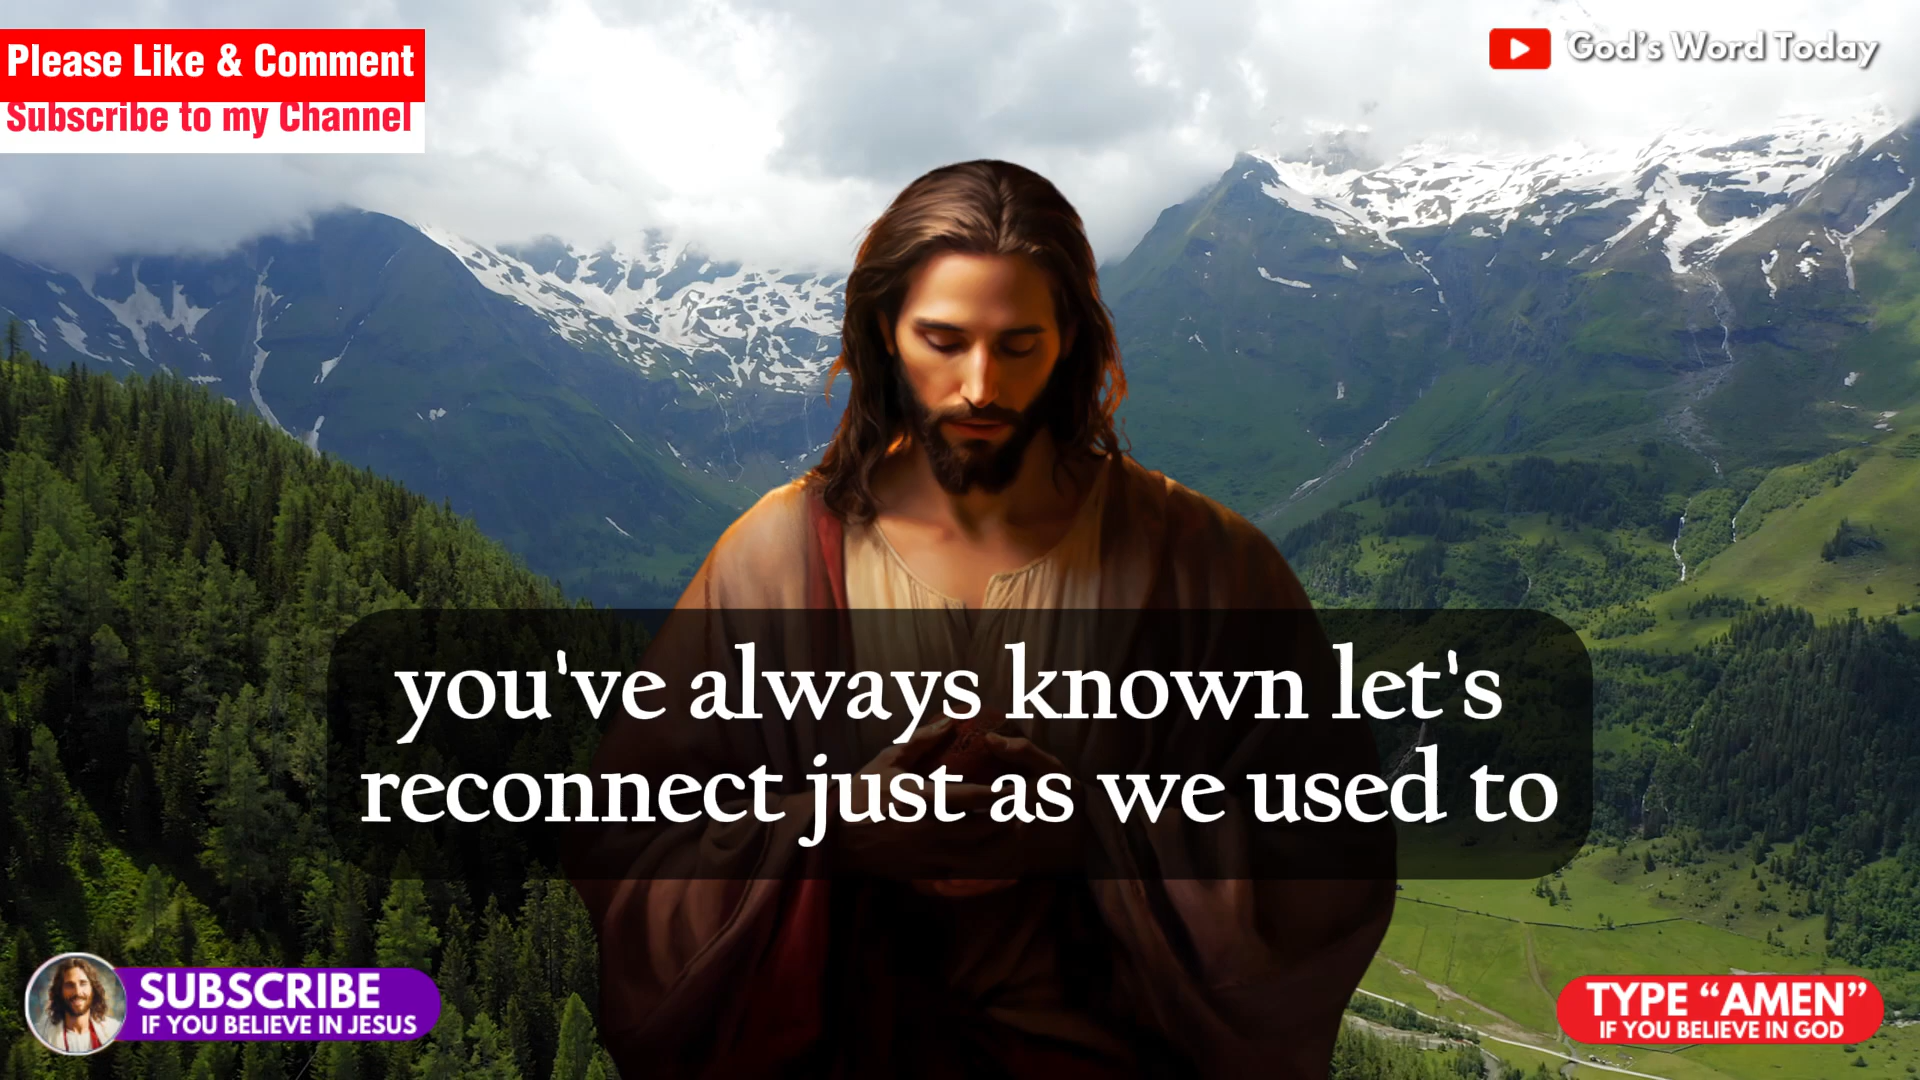 Please Like & Comment
Subscribe to my Channel
God's Word Today
you've always known let's
reconnect just as we used to
SUBSCRIBE
IF YOU BELIEVE IN JESUS
TYPE “AMEN”
IF YOU BELIEVE IN GOD